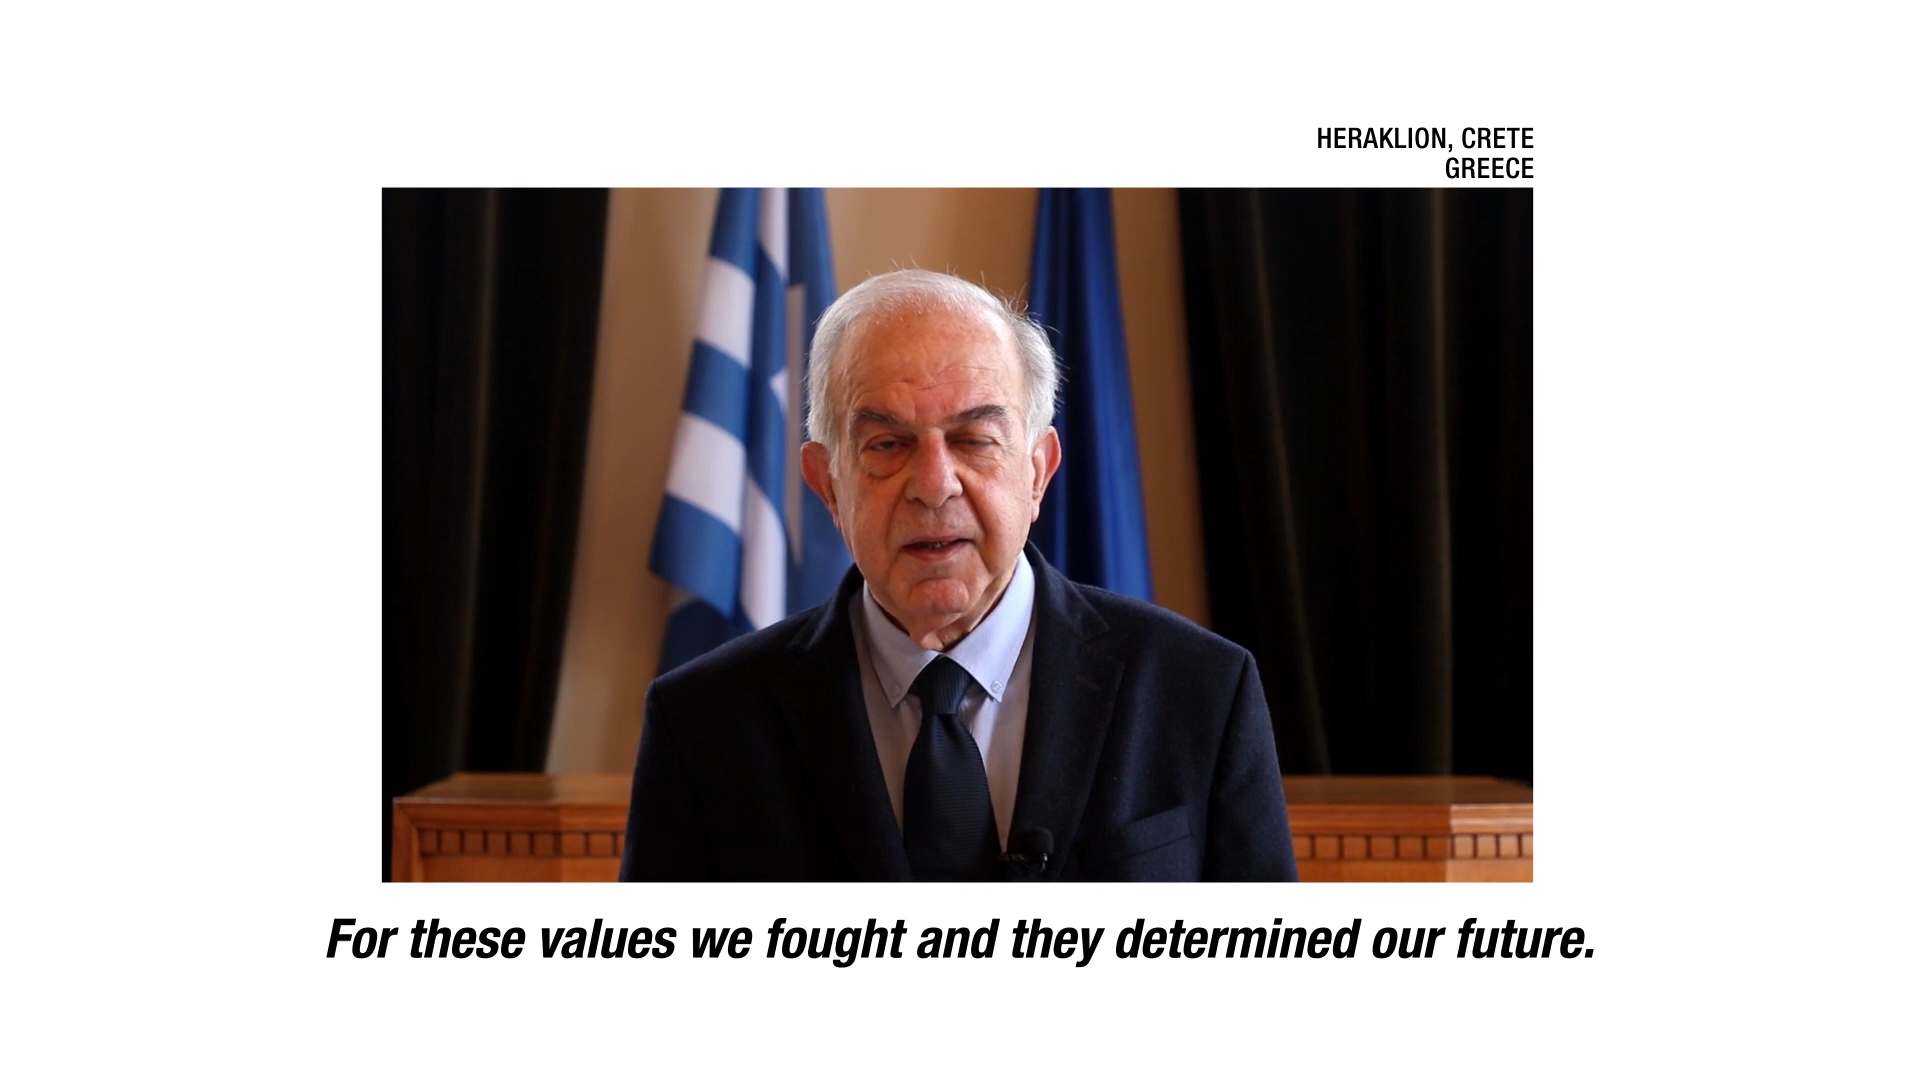 HERAKLION, CRETE
GREECE
For these values we fought and they determined our future.